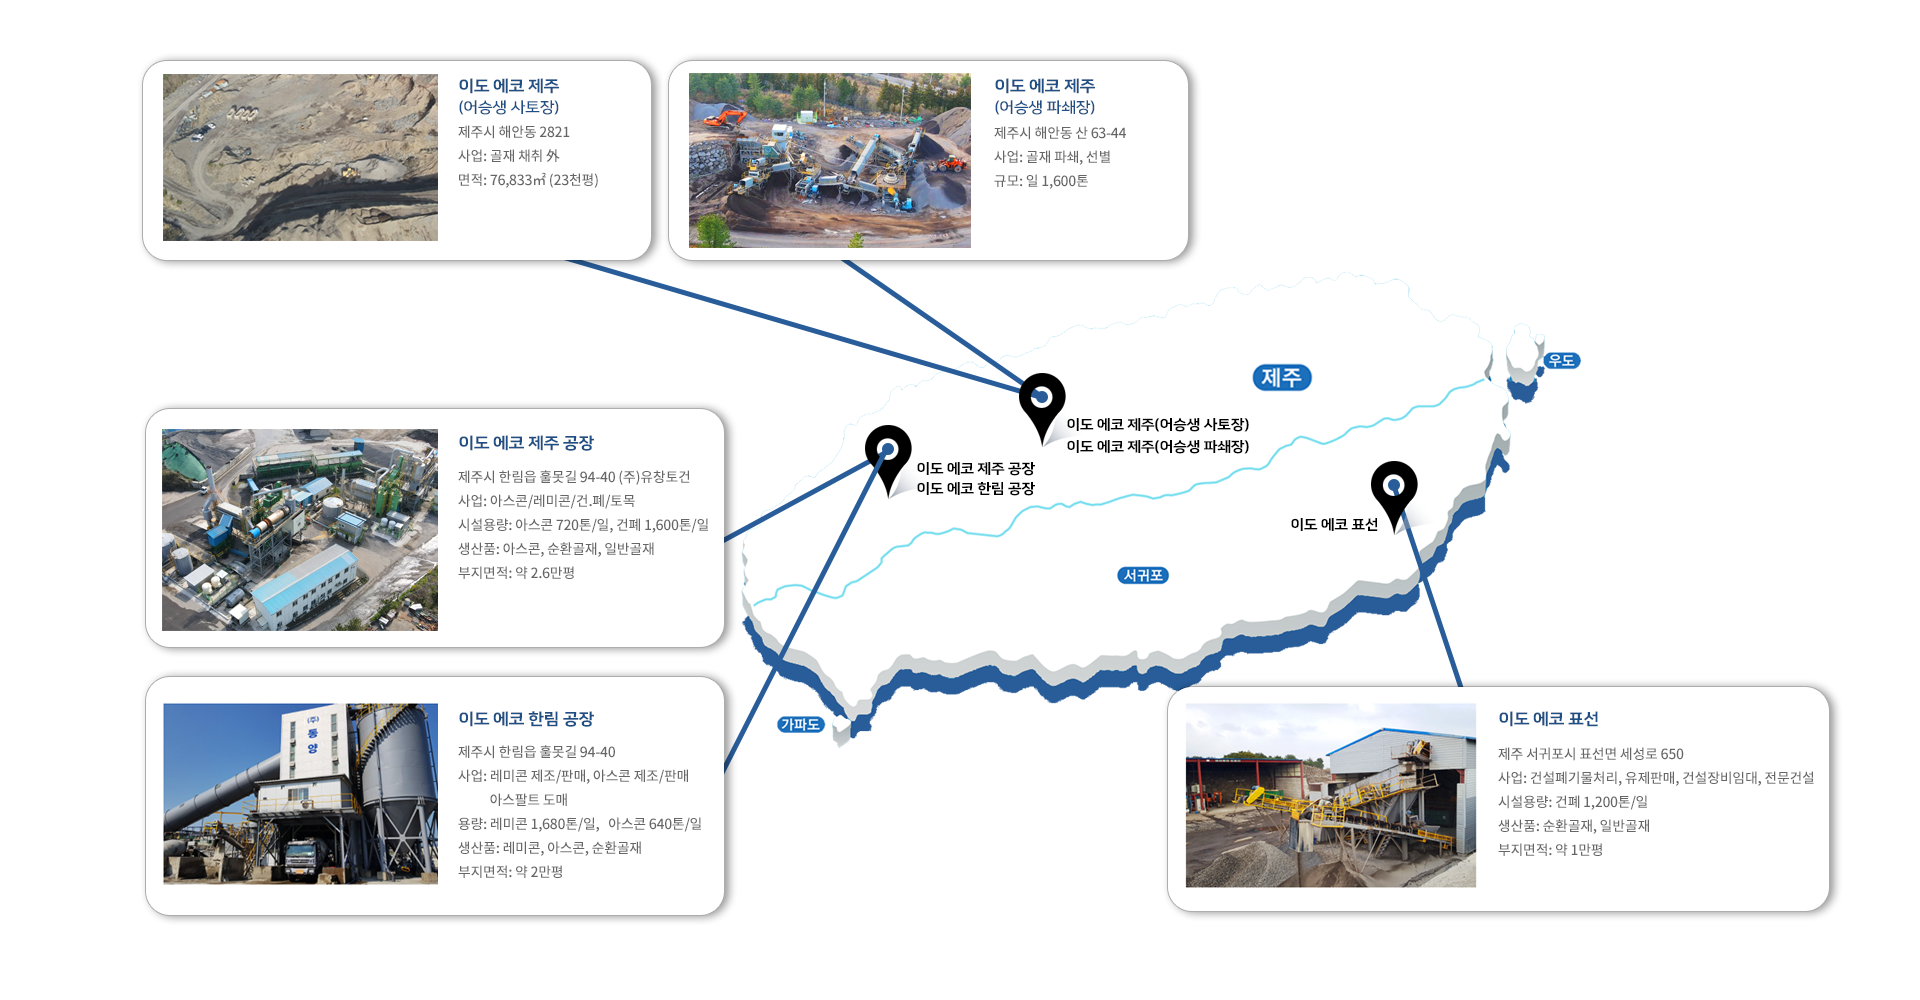 이도 에코 제주
(어승생 사토장)
제주시 해안동 2821
사업: 골재 채취 外
면적: 76,833㎡ (23천평)
이도 에코 제주
(어승생 파쇄장)
제주시 해안동 산 63-44
사업: 골재 파쇄, 선별
규모: 일 1,600톤
우도
제주
이도 에코 제주(어승생 사토장)
이도 에코 제주(어승생 파쇄장)
이도 에코 제주 공장
이도 에코 한림 공장
이도 에코 표선
서귀포
가파도
이도 에코 제주 공장
제주시 한림읍 홀못길 94-40 (주)유창토건
사업: 아스콘/레미콘/건.폐/토목
시설용량: 아스콘 720톤/일, 건폐 1,600톤/일
생산품: 아스콘, 순환골재, 일반골재
부지면적: 약 2.6만평
(주)
동
양
이도 에코 한림 공장
제주시 한림읍 홀못길 94-40
사업: 레미콘 제조/판매, 아스콘 제조/판매
아스팔트 도매
용량: 레미콘 1,680톤/일, 아스콘 640톤/일
생산품: 레미콘, 아스콘, 순환골재
부지면적: 약 2만평
이도 에코 표선
제주 서귀포시 표선면 세성로 650
사업: 건설폐기물처리, 유제판매, 건설장비임대, 전문건설
시설용량: 건폐 1,200톤/일
생산품: 순환골재, 일반골재
부지면적: 약 1만평